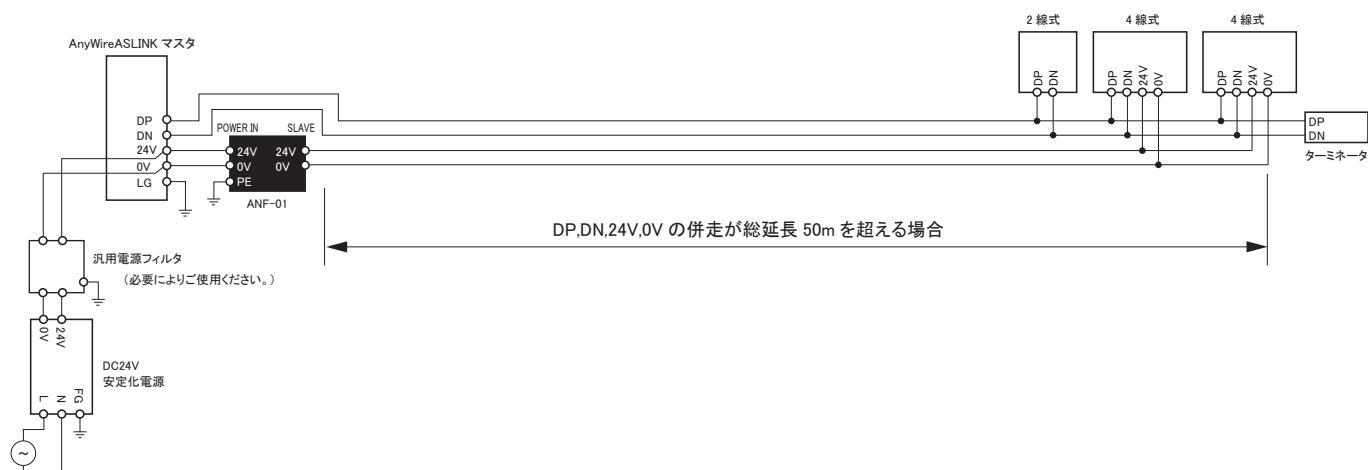 2 線式
4 線式
4 線式
AnyWireASLINK マスタ
DP
DN
24V
0V
DP
DN
24V
0V
DP
DN
DP
DN
24V
0V
LG
POWER IN
SLAVE
24V
0V
PE
24V
0V
ANF-01
DP
DN
ターミネータ
DP,DN,24V,0V の併走が総延長 50m を超える場合
汎用電源フィルタ
（必要によりご使用ください。）
0V
24V
DC24V
安定化電源
L
N
FG
~